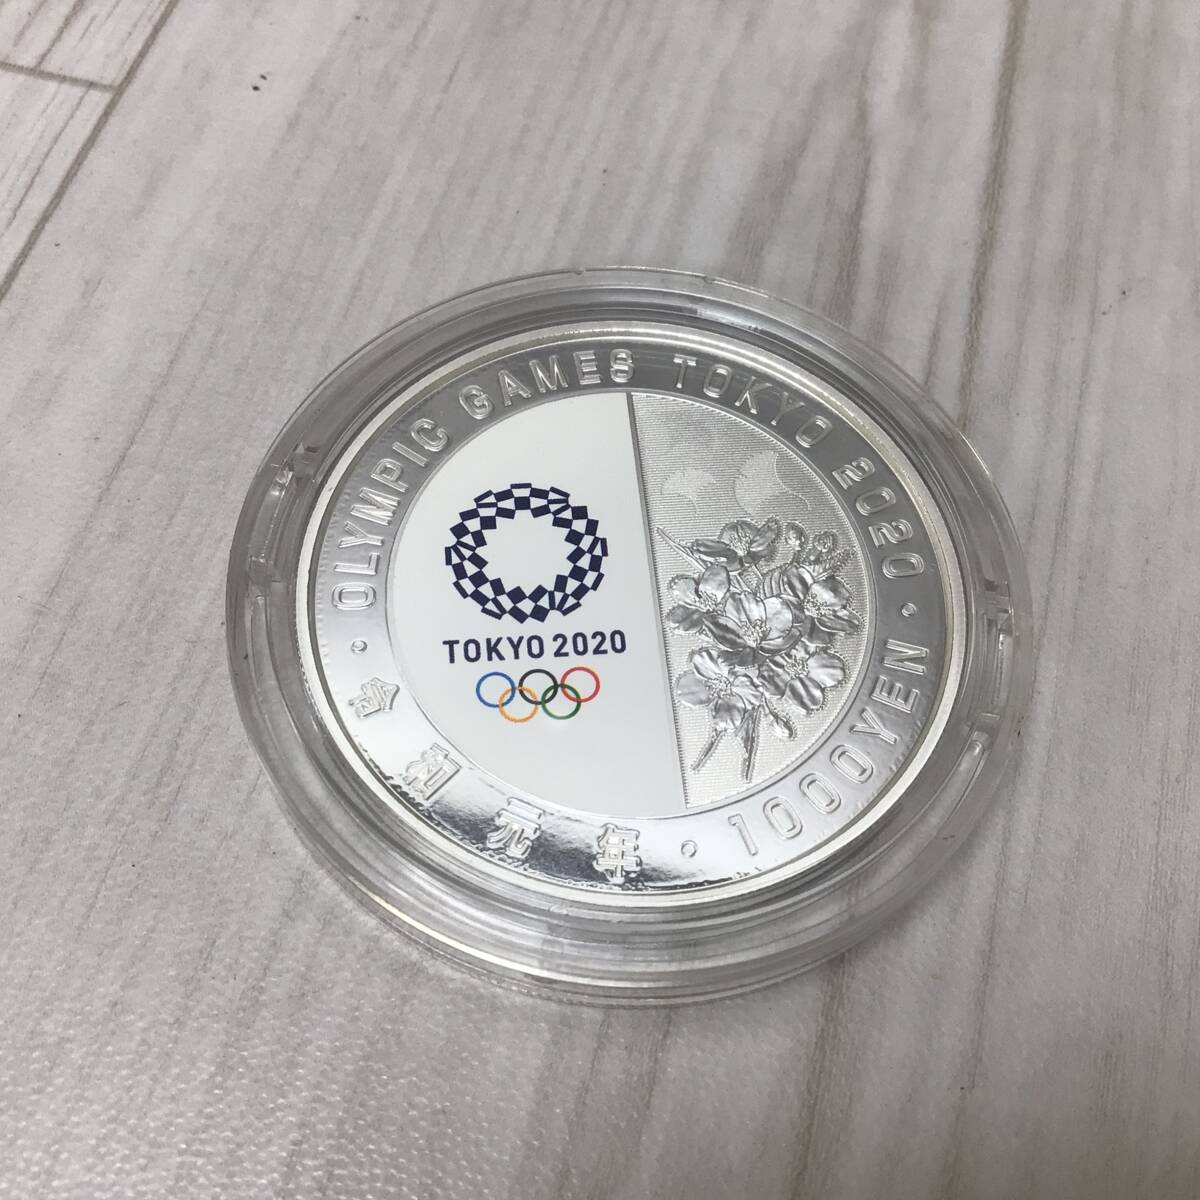 OLYMPIC GAMES TOKYO 2020
1000YEN
令和元年
TOKYO 2020